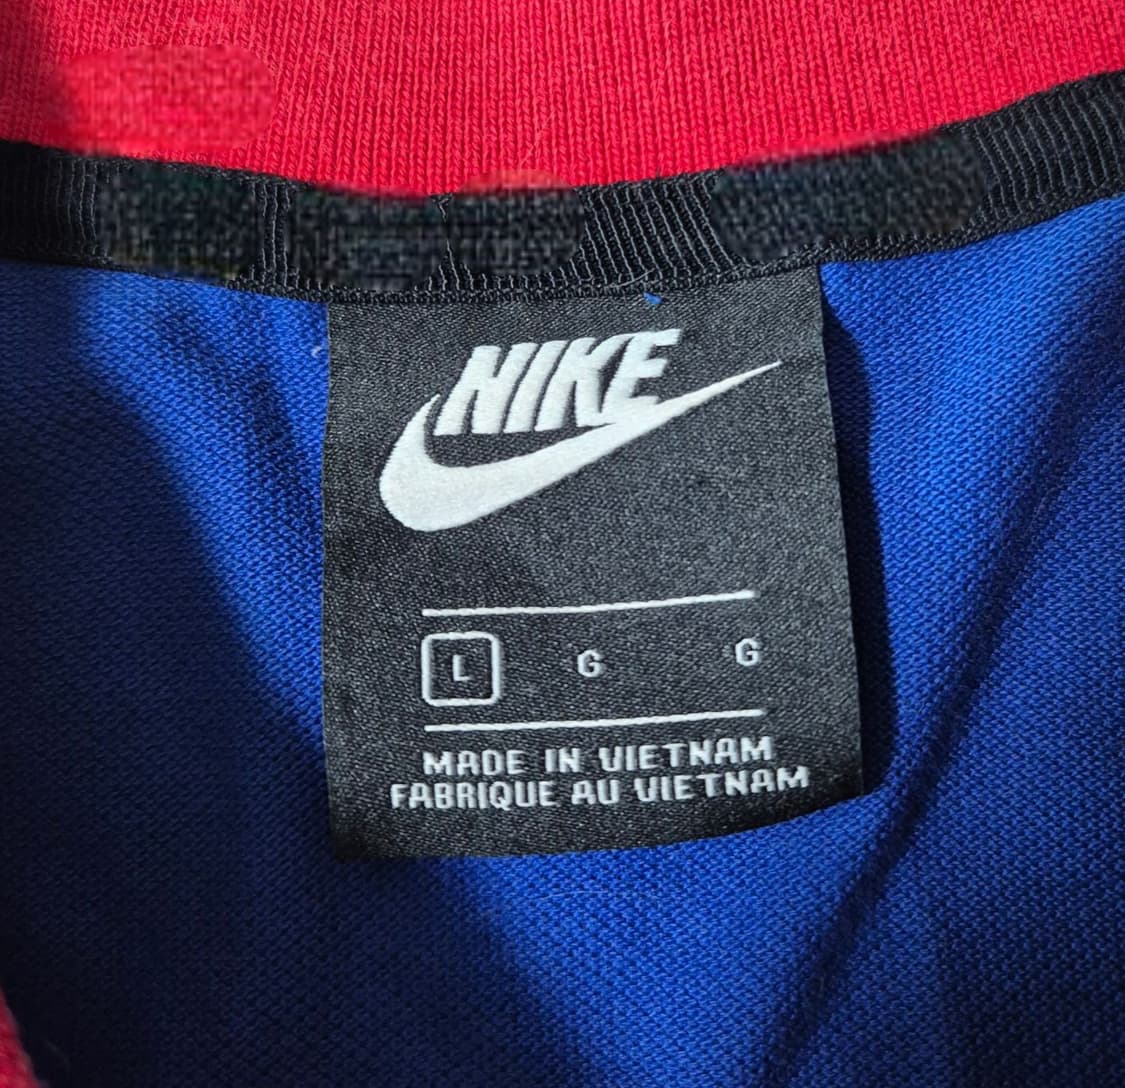 NIKE
L G G
MADE IN VIETNAM
FABRIQUE AU VIETNAM